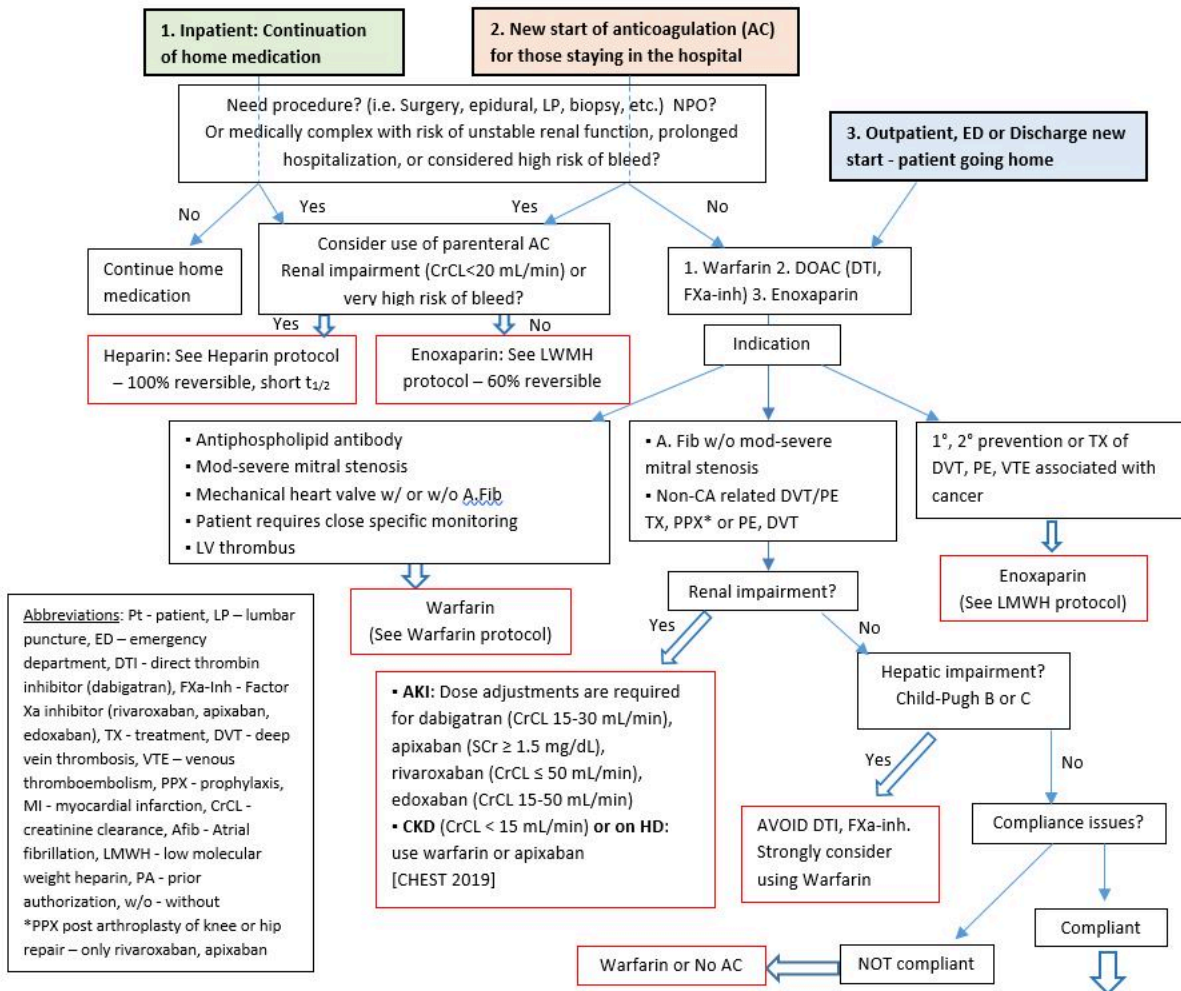 1. Inpatient: Continuation
of home medication
2. New start of anticoagulation (AC)
for those staying in the hospital
Need procedure? (i.e. Surgery, epidural, LP, biopsy, etc.) NPO?
Or medically complex with risk of unstable renal function, prolonged
hospitalization, or considered high risk of bleed?
3. Outpatient, ED or Discharge new
start - patient going home
No
Yes
Yes
No
Continue home
medication
Consider use of parenteral AC
Renal impairment (CrCL<20 mL/min) or
very high risk of bleed?
1. Warfarin 2. DOAC (DTI,
FXa-inh) 3. Enoxaparin
Yes
No
Heparin: See Heparin protocol
– 100% reversible, short t1/2
Enoxaparin: See LWMH
protocol – 60% reversible
Indication
▪ Antiphospholipid antibody
▪ Mod-severe mitral stenosis
▪ Mechanical heart valve w/ or w/o A.Fib
▪ Patient requires close specific monitoring
▪ LV thrombus
▪ A. Fib w/o mod-severe
mitral stenosis
▪ Non-CA related DVT/PE
TX, PPX* or PE, DVT
1°, 2° prevention or TX of
DVT, PE, VTE associated with
cancer
Warfarin
(See Warfarin protocol)
Renal impairment?
Enoxaparin
(See LMWH protocol)
Yes
No
Abbreviations: Pt - patient, LP – lumbar
puncture, ED – emergency
department, DTI - direct thrombin
inhibitor (dabigatran), FXa-Inh - Factor
Xa inhibitor (rivaroxaban, apixaban,
edoxaban), TX - treatment, DVT - deep
vein thrombosis, VTE – venous
thromboembolism, PPX - prophylaxis,
MI - myocardial infarction, CrCL -
creatinine clearance, Afib - Atrial
fibrillation, LMWH - low molecular
weight heparin, PA - prior
authorization, w/o - without
*PPX post arthroplasty of knee or hip
repair – only rivaroxaban, apixaban
▪ AKI: Dose adjustments are required
for dabigatran (CrCL 15-30 mL/min),
apixaban (SCr ≥ 1.5 mg/dL),
rivaroxaban (CrCL ≤ 50 mL/min),
edoxaban (CrCL 15-50 mL/min)
▪ CKD (CrCL < 15 mL/min) or on HD:
use warfarin or apixaban
[CHEST 2019]
Hepatic impairment?
Child-Pugh B or C
Yes
No
AVOID DTI, FXa-inh.
Strongly consider
using Warfarin
Compliance issues?
Compliant
NOT compliant
Warfarin or No AC